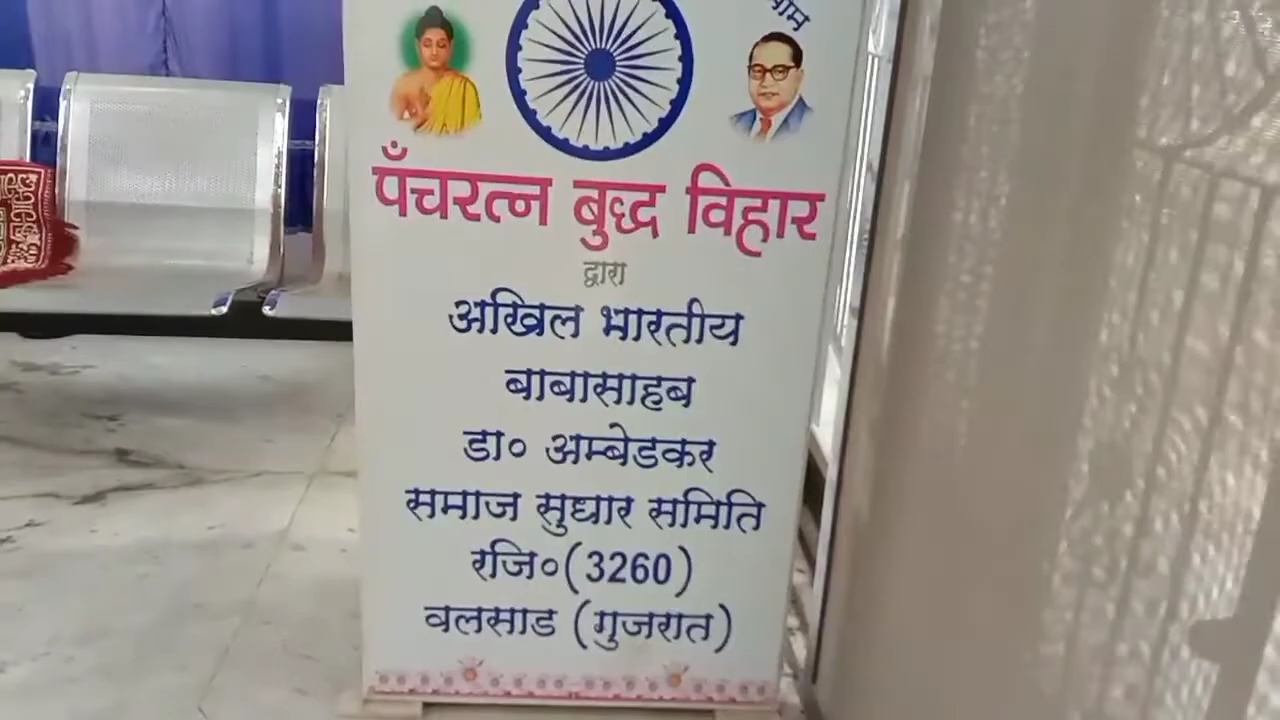 पँचरत्न बुद्ध विहार
द्वारा
अखिल भारतीय
बाबासाहब
डा० अम्बेडकर
समाज सुधार समिति
रजि०(3260)
वलसाड (गुजरात)